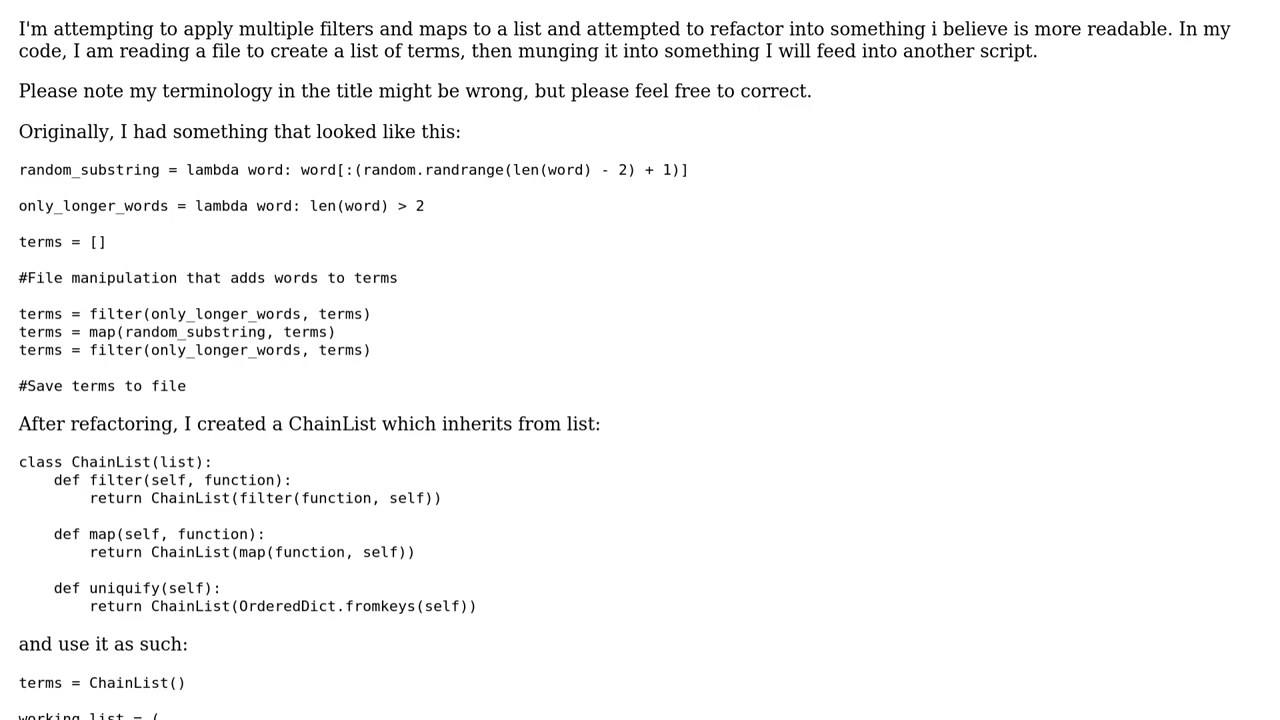 I'm attempting to apply multiple filters and maps to a list and attempted to refactor into something i believe is more readable. In my
code, I am reading a file to create a list of terms, then munging it into something I will feed into another script.
Please note my terminology in the title might be wrong, but please feel free to correct.
Originally, I had something that looked like this:
random_substring = lambda word: word[:(random.randrange(len(word) - 2) + 1)]
only_longer_words = lambda word: len(word) > 2
terms = []
#File manipulation that adds words to terms
terms = filter(only_longer_words, terms)
terms = map(random_substring, terms)
terms = filter(only_longer_words, terms)
#Save terms to file
After refactoring, I created a ChainList which inherits from list:
class ChainList(list):
    def filter(self, function):
        return ChainList(filter(function, self))
    def map(self, function):
        return ChainList(map(function, self))
    def uniquify(self):
        return ChainList(OrderedDict.fromkeys(self))
and use it as such:
terms = ChainList()
working_list = (